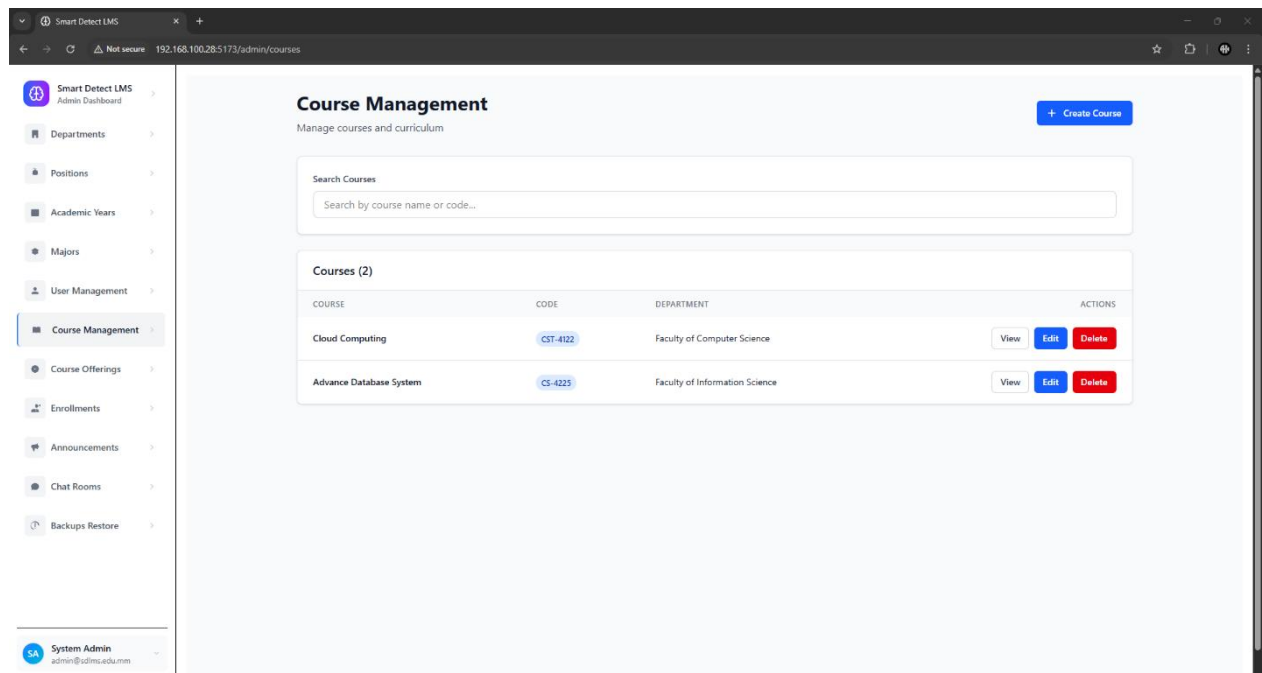 Smart Detect LMS
Not secure 192.168.100.28:5173/admin/courses
Smart Detect LMS
Admin Dashboard
Departments
Positions
Academic Years
Majors
User Management
Course Management
Course Offerings
Enrollments
Announcements
Chat Rooms
Backups Restore
SA
System Admin
admin@sdlms.edu.mm
Course Management
Manage courses and curriculum
+ Create Course
Search Courses
Search by course name or code...
Courses (2)
COURSE CODE DEPARTMENT ACTIONS
Cloud Computing CST-4122 Faculty of Computer Science View Edit Delete
Advance Database System CS-4225 Faculty of Information Science View Edit Delete